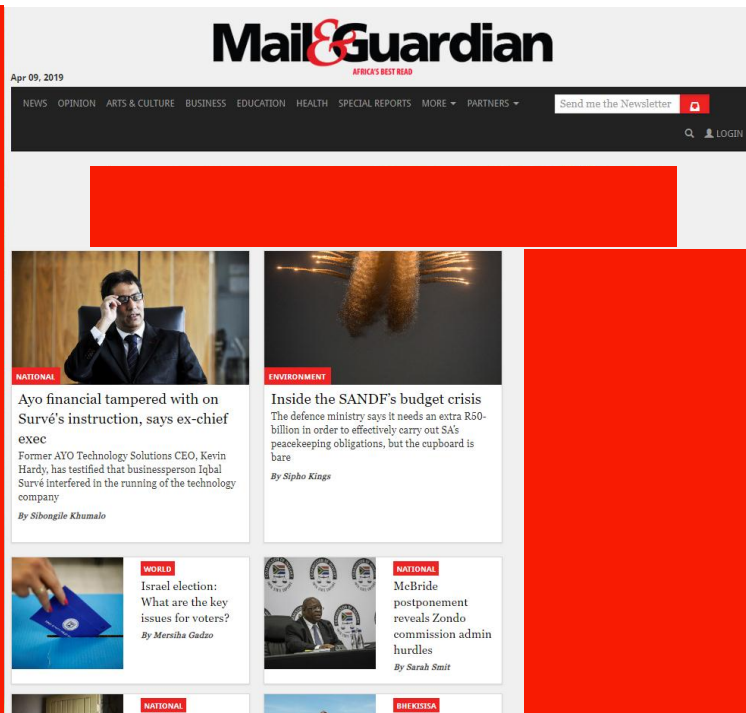 Mail&Guardian
AFRICA'S BEST READ
Apr 09, 2019
NEWS OPINION ARTS & CULTURE BUSINESS EDUCATION HEALTH SPECIAL REPORTS MORE PARTNERS Send me the Newsletter
LOGIN
NATIONAL
Ayo financial tampered with on
Survé's instruction, says ex-chief
exec
Former AYO Technology Solutions CEO, Kevin
Hardy, has testified that businessperson Iqbal
Survé interfered in the running of the technology
company
By Sibongile Khumalo
ENVIRONMENT
Inside the SANDF's budget crisis
The defence ministry says it needs an extra R50-
billion in order to effectively carry out SA's
peacekeeping obligations, but the cupboard is
bare
By Sipho Kings
WORLD
Israel election:
What are the key
issues for voters?
By Mersiha Gadzo
NATIONAL
McBride
postponement
reveals Zondo
commission admin
hurdles
By Sarah Smit
NATIONAL
BHEKISISA